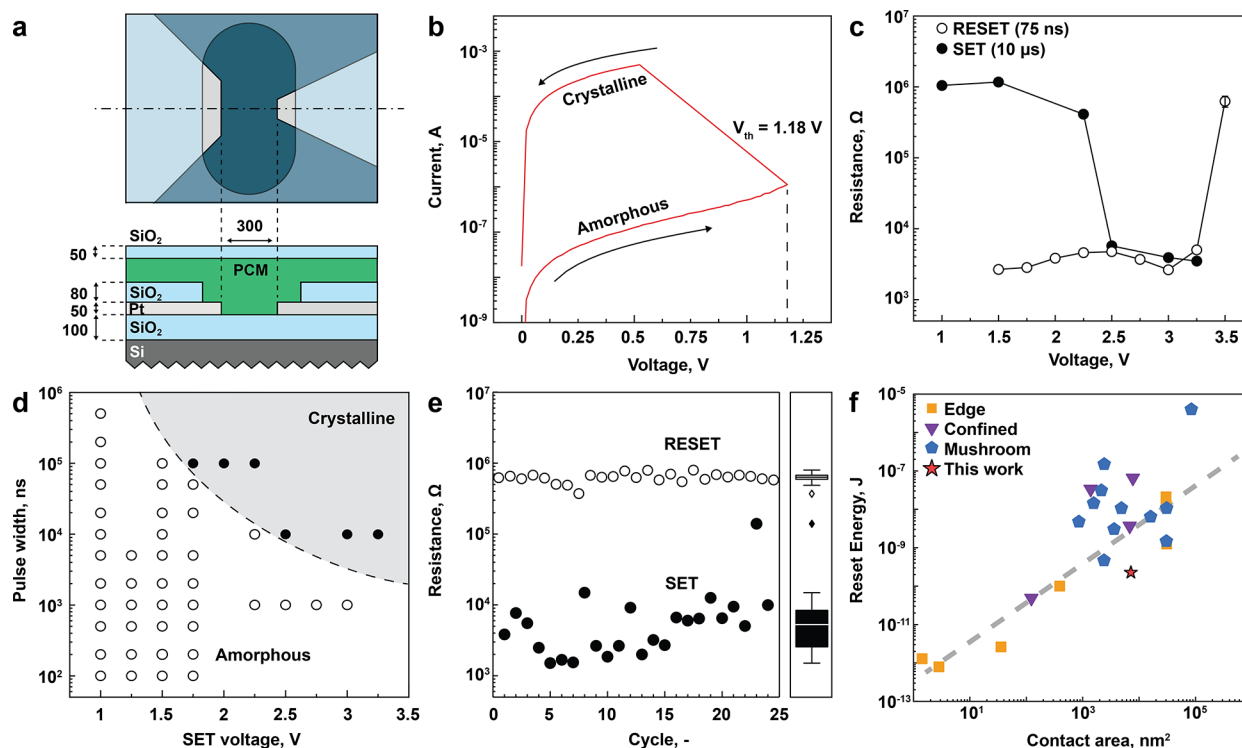 a
300
SiO₂
50
PCM
80
SiO₂
50
Pt
100
SiO₂
Si
b
10⁻³
10⁻⁵
10⁻⁷
10⁻⁹
Current, A
Crystalline
Vth = 1.18 V
Amorphous
0
0.25
0.5
0.75
1
1.25
Voltage, V
c
RESET (75 ns)
SET (10 µs)
10⁷
10⁶
10⁵
10⁴
10³
Resistance, Ω
1
1.5
2
2.5
3
3.5
Voltage, V
d
10⁶
10⁵
10⁴
10³
10²
Pulse width, ns
Crystalline
Amorphous
1
1.5
2
2.5
3
3.5
SET voltage, V
e
10⁷
10⁶
10⁵
10⁴
10³
Resistance, Ω
RESET
SET
0
5
10
15
20
25
Cycle, -
f
Edge
Confined
Mushroom
This work
10⁻⁵
10⁻⁷
10⁻⁹
10⁻¹¹
10⁻¹³
Reset Energy, J
10¹
10³
10⁵
Contact area, nm²